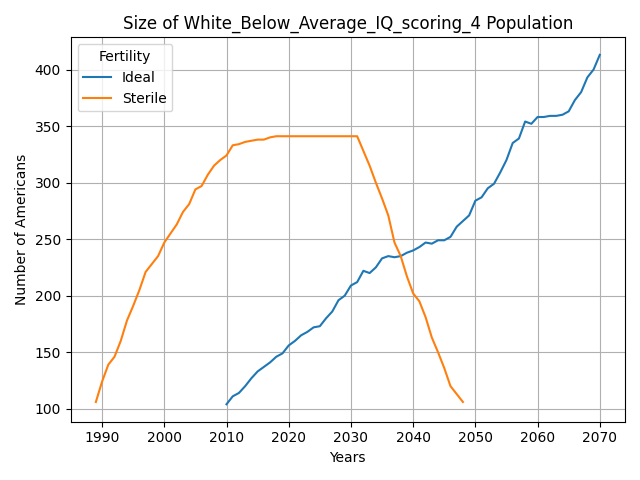 Size of White_Below_Average_IQ_scoring_4 Population
Fertility
Ideal
Sterile
Number of Americans
400
350
300
250
200
150
100
1990 2000 2010 2020 2030 2040 2050 2060 2070
Years